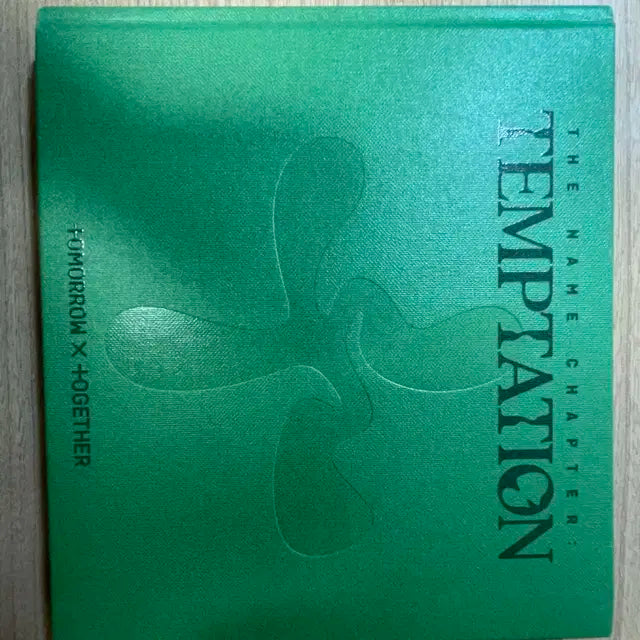 THE NAME CHAPTER:
TEMPTATION
TOMORROW X TOGETHER